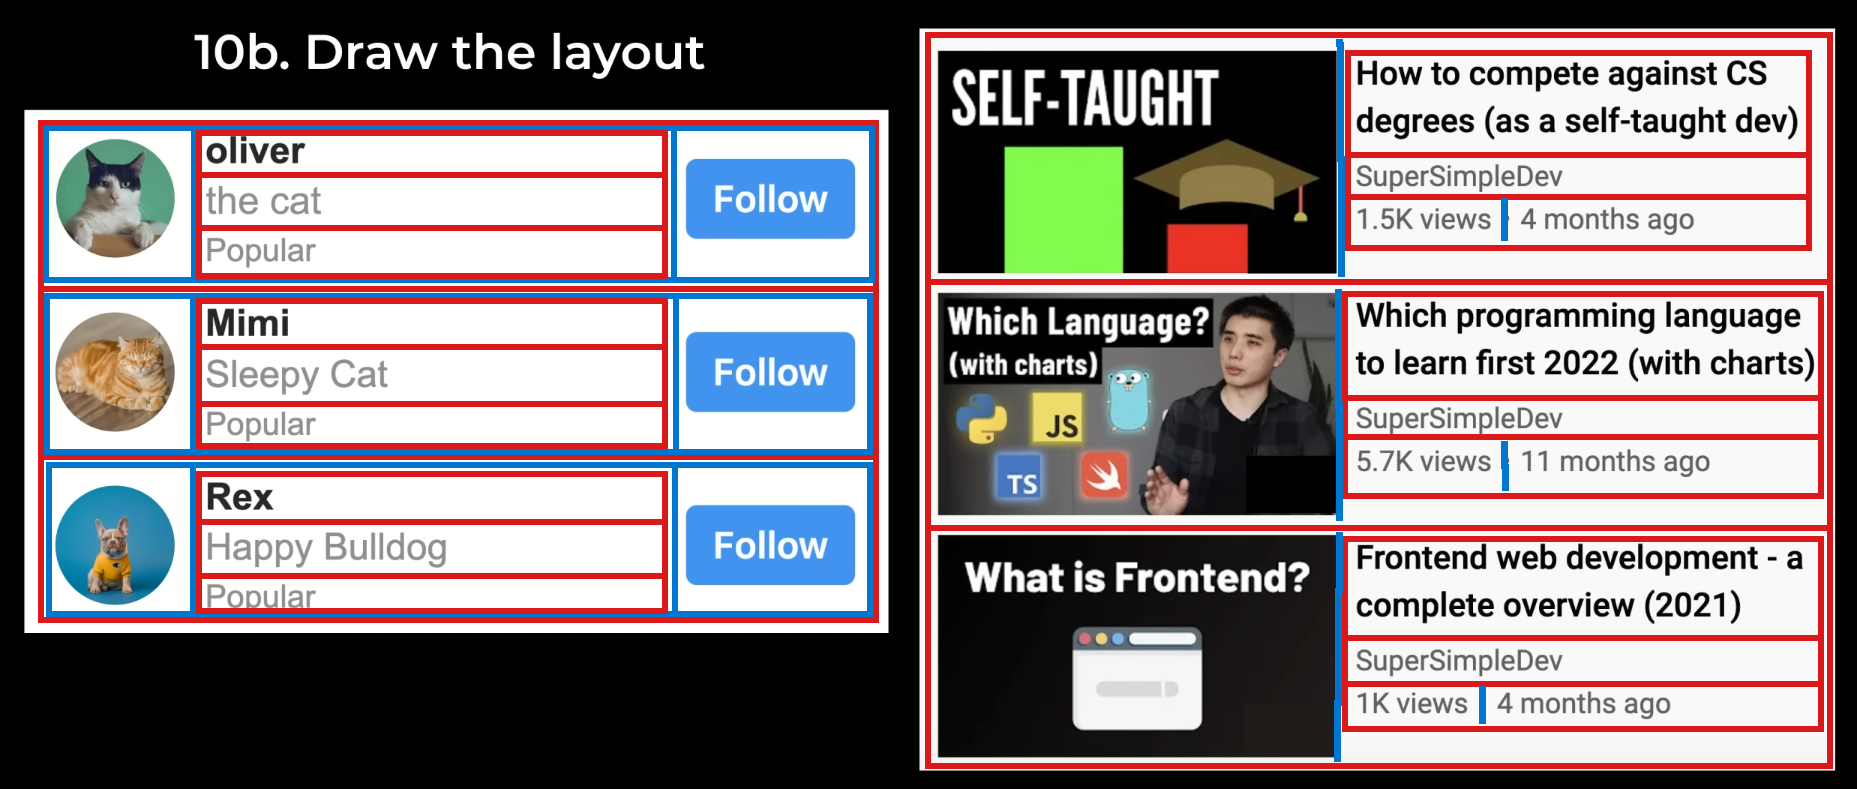 10b. Draw the layout
oliver
the cat
Popular
Follow
Mimi
Sleepy Cat
Popular
Follow
Rex
Happy Bulldog
Popular
Follow
SELF-TAUGHT
How to compete against CS
degrees (as a self-taught dev)
SuperSimpleDev
1.5K views 4 months ago
Which Language?
(with charts)
JS
TS
Which programming language
to learn first 2022 (with charts)
SuperSimpleDev
5.7K views 11 months ago
What is Frontend?
Frontend web development - a
complete overview (2021)
SuperSimpleDev
1K views 4 months ago